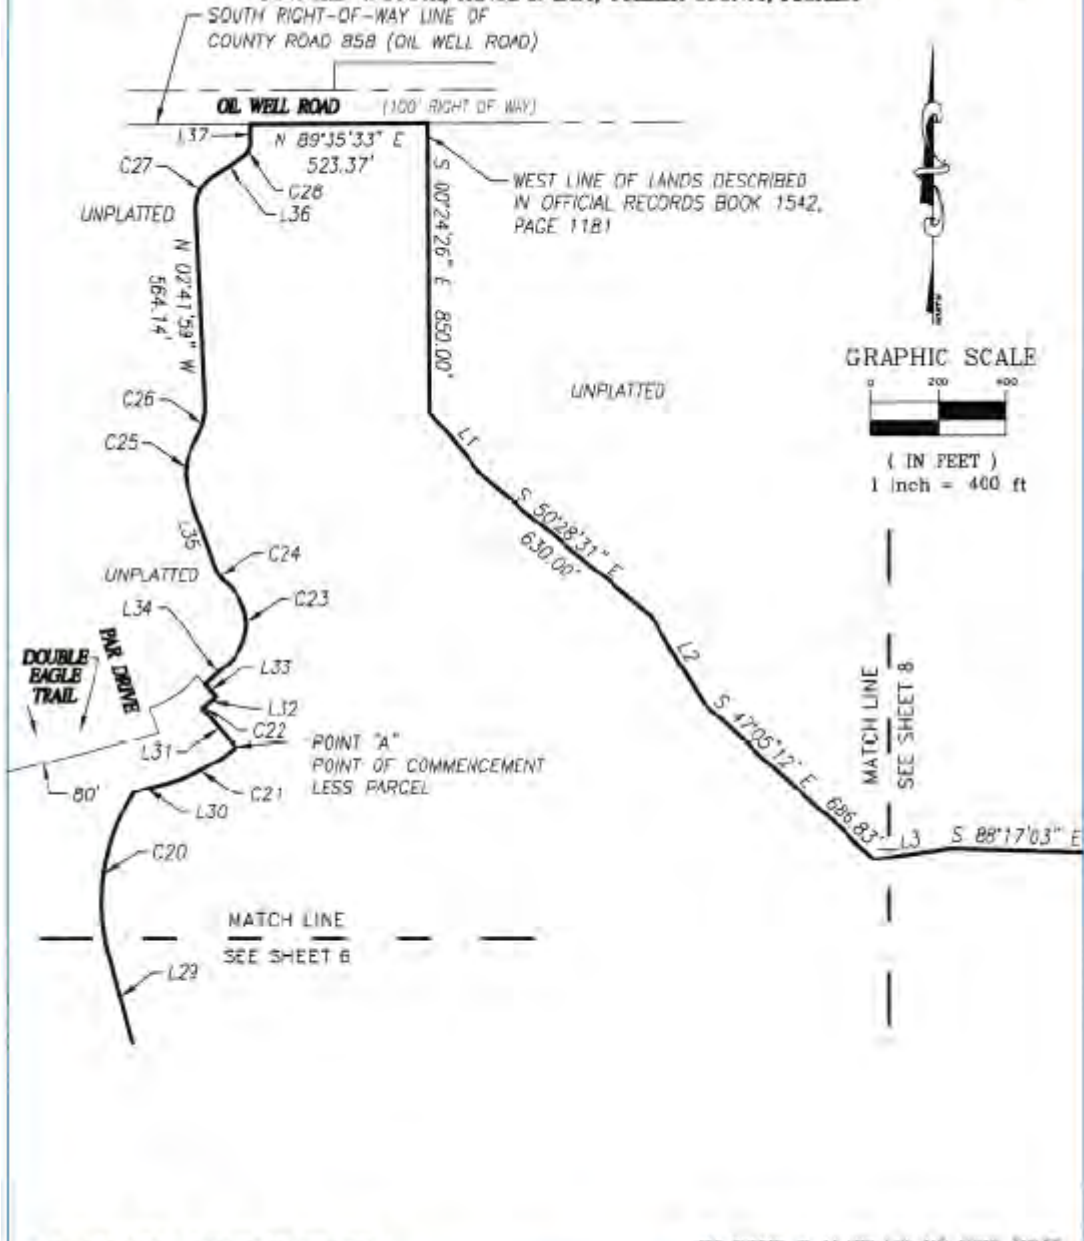 SOUTH RIGHT-OF-WAY LINE OF
COUNTY ROAD 858 (OIL WELL ROAD)
OIL WELL ROAD (100' RIGHT OF WAY)
L37
N 89°35'33" E
523.37'
C27
C28
L36
UNPLATTED
S 00°24'26" E 850.00'
WEST LINE OF LANDS DESCRIBED
IN OFFICIAL RECORDS BOOK 1542,
PAGE 1181
N 02°41'59" W
564.14'
GRAPHIC SCALE
0 200 400
( IN FEET )
1 inch = 400 ft
UNPLATTED
C26
C25
L1
S 50°28'31" E
630.00'
L35
C24
UNPLATTED
C23
L34
PAR DRIVE
DOUBLE
EAGLE
TRAIL
L33
L32
C22
L31
L2
S 47°05'12" E 686.83'
MATCH LINE
SEE SHEET 8
POINT "A"
POINT OF COMMENCEMENT
LESS PARCEL
80'
C21
L30
L3
S 88°17'03" E
C20
MATCH LINE
SEE SHEET 6
L29